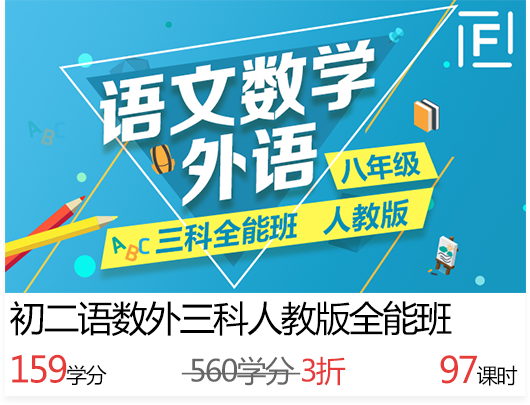 语文数学
外语
八年级
ABC
ABC 三科全能班 人教版
初二语数外三科人教版全能班
159学分 560学分 3折 97课时